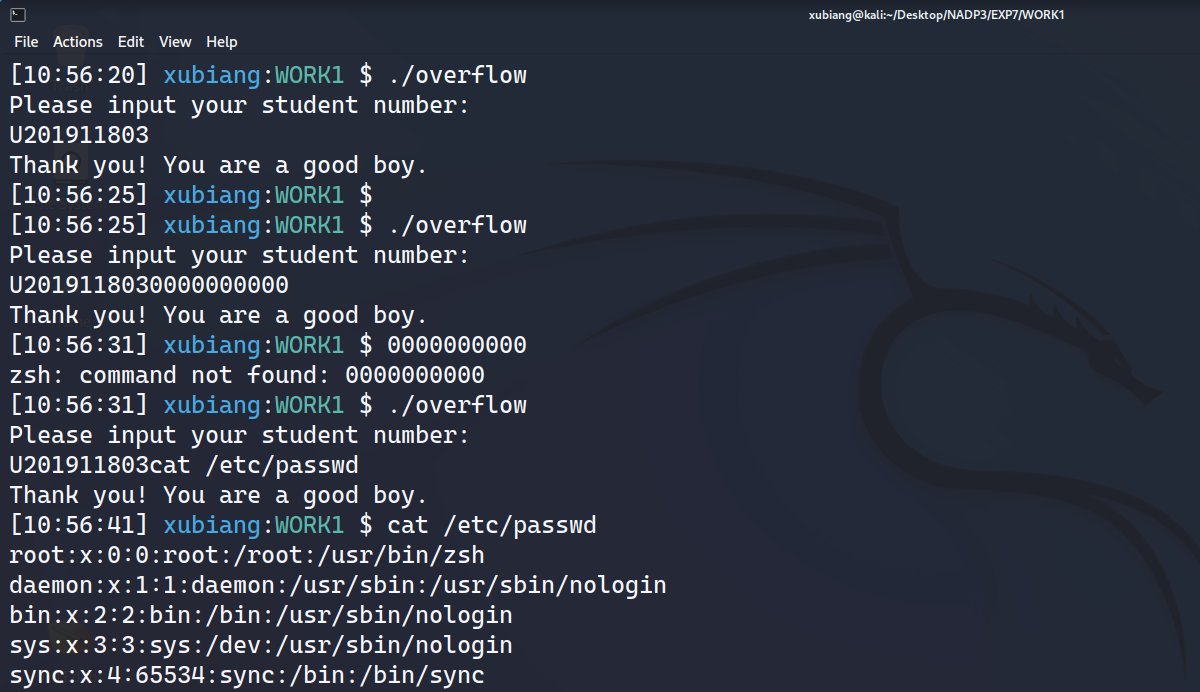 xubiang@kali:~/Desktop/NADP3/EXP7/WORK1
File Actions Edit View Help
[10:56:20] xubiang:WORK1 $ ./overflow
Please input your student number:
U201911803
Thank you! You are a good boy.
[10:56:25] xubiang:WORK1 $
[10:56:25] xubiang:WORK1 $ ./overflow
Please input your student number:
U2019118030000000000
Thank you! You are a good boy.
[10:56:31] xubiang:WORK1 $ 0000000000
zsh: command not found: 0000000000
[10:56:31] xubiang:WORK1 $ ./overflow
Please input your student number:
U201911803cat /etc/passwd
Thank you! You are a good boy.
[10:56:41] xubiang:WORK1 $ cat /etc/passwd
root:x:0:0:root:/root:/usr/bin/zsh
daemon:x:1:1:daemon:/usr/sbin:/usr/sbin/nologin
bin:x:2:2:bin:/bin:/usr/sbin/nologin
sys:x:3:3:sys:/dev:/usr/sbin/nologin
sync:x:4:65534:sync:/bin:/bin/sync